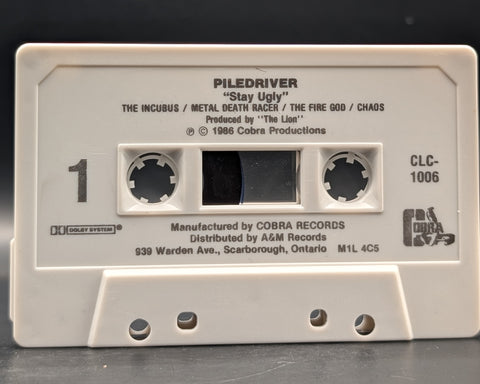 PILEDRIVER
"Stay Ugly"
THE INCUBUS / METAL DEATH RACER / THE FIRE GOD / CHAOS
Produced by "The Lion"
℗ © 1986 Cobra Productions
1
CLC-
1006
DOLBY SYSTEM®
Manufactured by COBRA RECORDS
Distributed by A&M Records
939 Warden Ave., Scarborough, Ontario M1L 4C5
COBRA